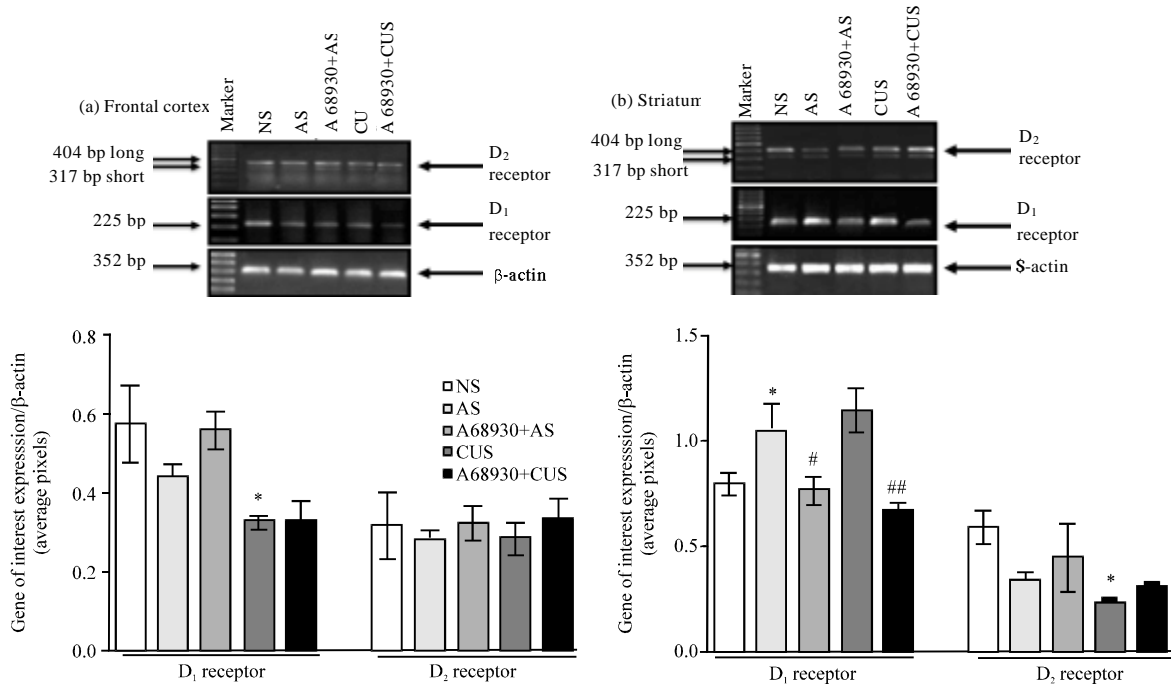 (a) Frontal cortex
Marker
NS
AS
A 68930+AS
CU
A 68930+CUS
404 bp long
317 bp short
D2
receptor
225 bp
D1
receptor
352 bp
β-actin
(b) Striatum
Marker
NS
AS
A 68930+AS
CUS
A 68930+CUS
404 bp long
317 bp short
D2
receptor
225 bp
D1
receptor
352 bp
$-actin
Gene of interest expresssion/β-actin
(average pixels)
0.8
0.6
0.4
0.2
0.0
*
NS
AS
A68930+AS
CUS
A68930+CUS
D1 receptor
D2 receptor
Gene of interest expresssion/β-actin
(average pixels)
1.5
1.0
0.5
0.0
*
#
##
*
D1 receptor
D2 receptor